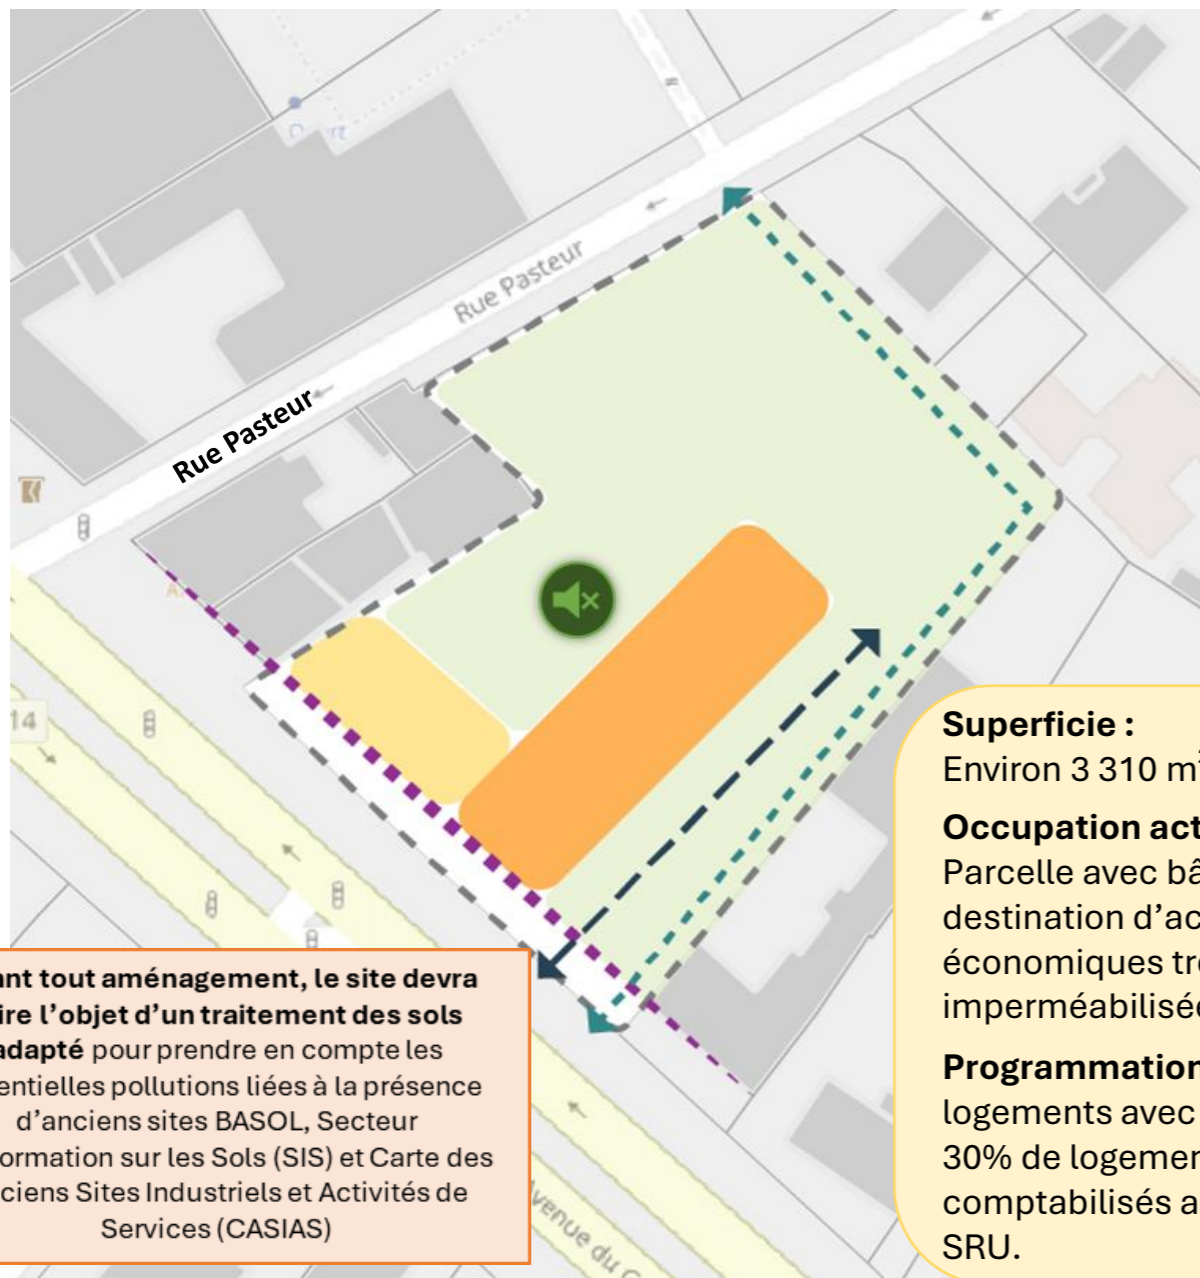 Rue Pasteur
Rue Pasteur
14
Superficie :
Environ 3 310 m²
Occupation act
Parcelle avec bâ
destination d'ac
économiques tr
imperméabilisée
Programmation
logements avec
30% de logemen
comptabilisés a
SRU.
ant tout aménagement, le site devra
ire l'objet d'un traitement des sols
adapté pour prendre en compte les
entielles pollutions liées à la présence
d'anciens sites BASOL, Secteur
ormation sur les Sols (SIS) et Carte des
ciens Sites Industriels et Activités de
Services (CASIAS)
venue du